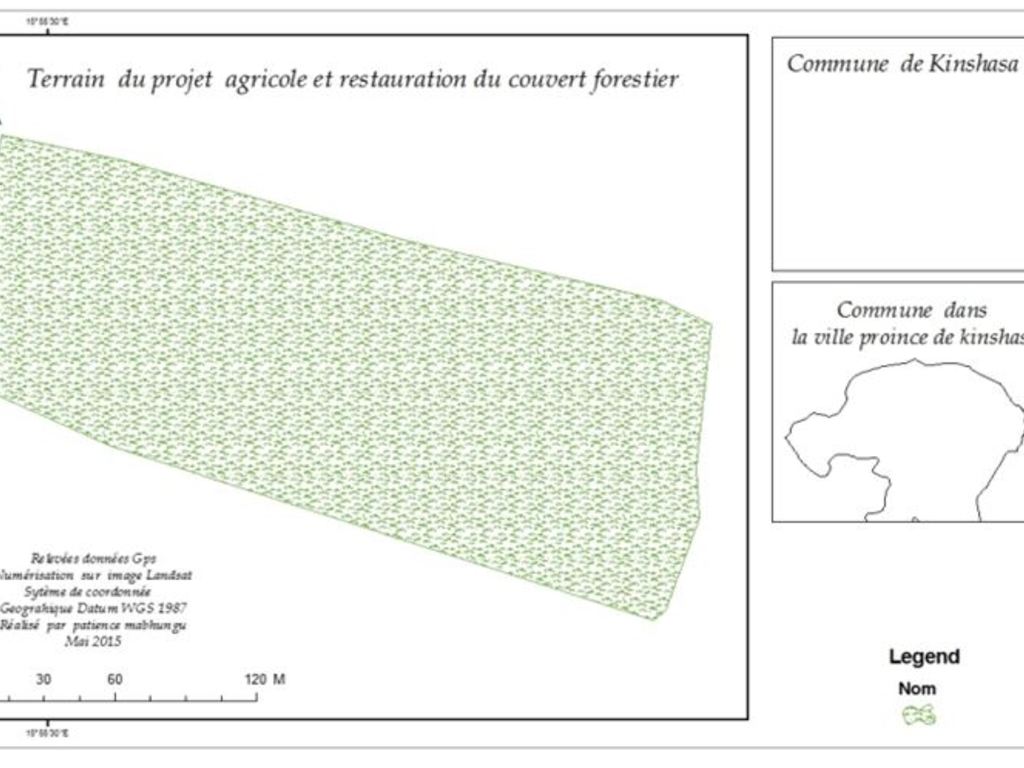 15°55'30"E
Terrain du projet agricole et restauration du couvert forestier
Commune de Kinshasa
Commune dans
la ville proince de kinshas
Relevées données Gps
Numérisation sur image Landsat
Sytème de coordonnée
Geograhique Datum WGS 1987
Réalisé par patience mabhungu
Mai 2015
30 60 120 M
Legend
Nom
15°55'30"E